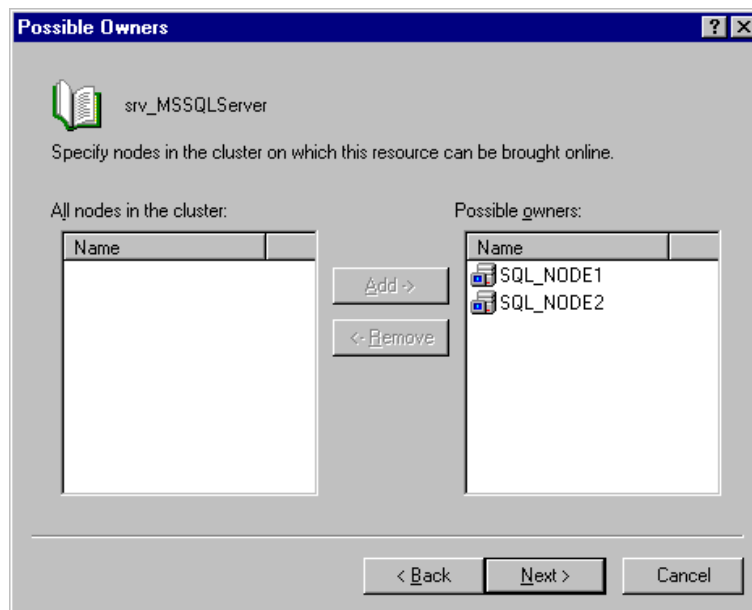 Possible Owners
srv_MSSQLServer
Specify nodes in the cluster on which this resource can be brought online.
All nodes in the cluster:
Possible owners:
Name
Name
SQL_NODE1
SQL_NODE2
Add ->
<- Remove
< Back
Next >
Cancel